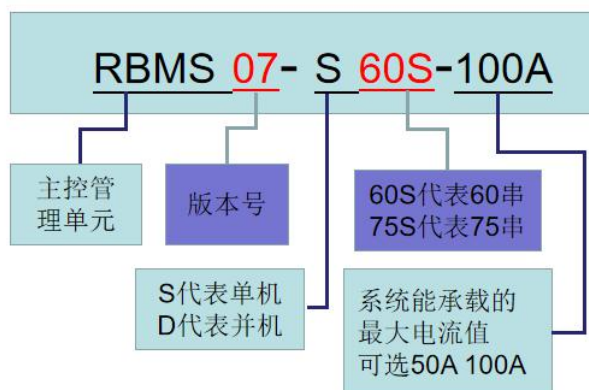 RBMS 07- S 60S-100A
主控管
理单元
版本号
60S代表60串
75S代表75串
S代表单机
D代表并机
系统能承载的
最大电流值
可选50A 100A